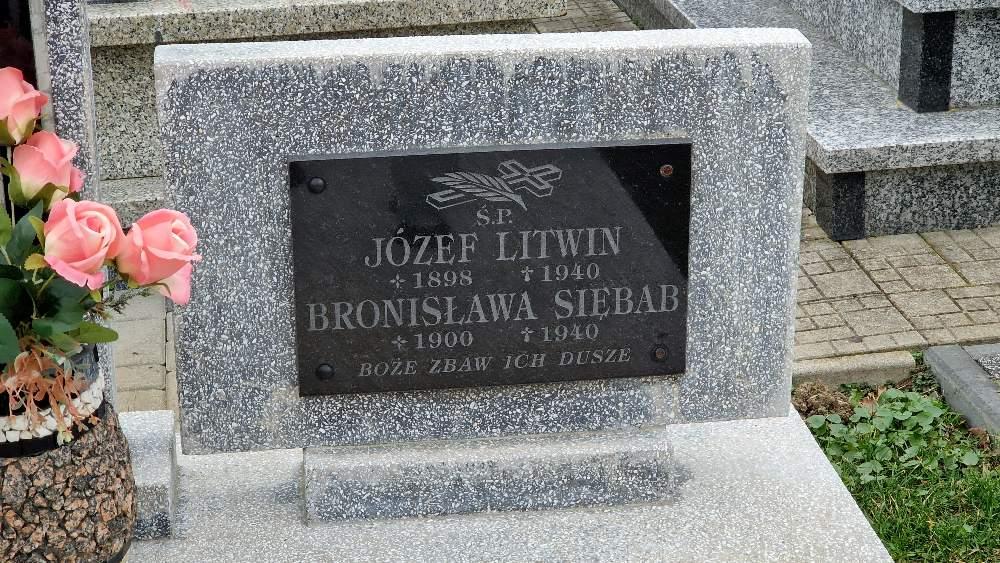 Ś.P.
JÓZEF LITWIN
✣ 1898 ✝ 1940
BRONISŁAWA SIĘBAB
✣ 1900 ✝ 1940
BOŻE ZBAW ICH DUSZE